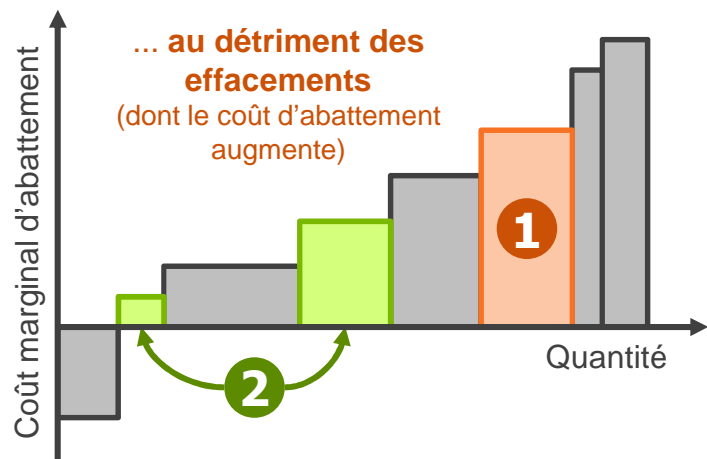 ... au détriment des
effacements
(dont le coût d'abattement
augmente)
Coût marginal d'abattement
1
2
Quantité